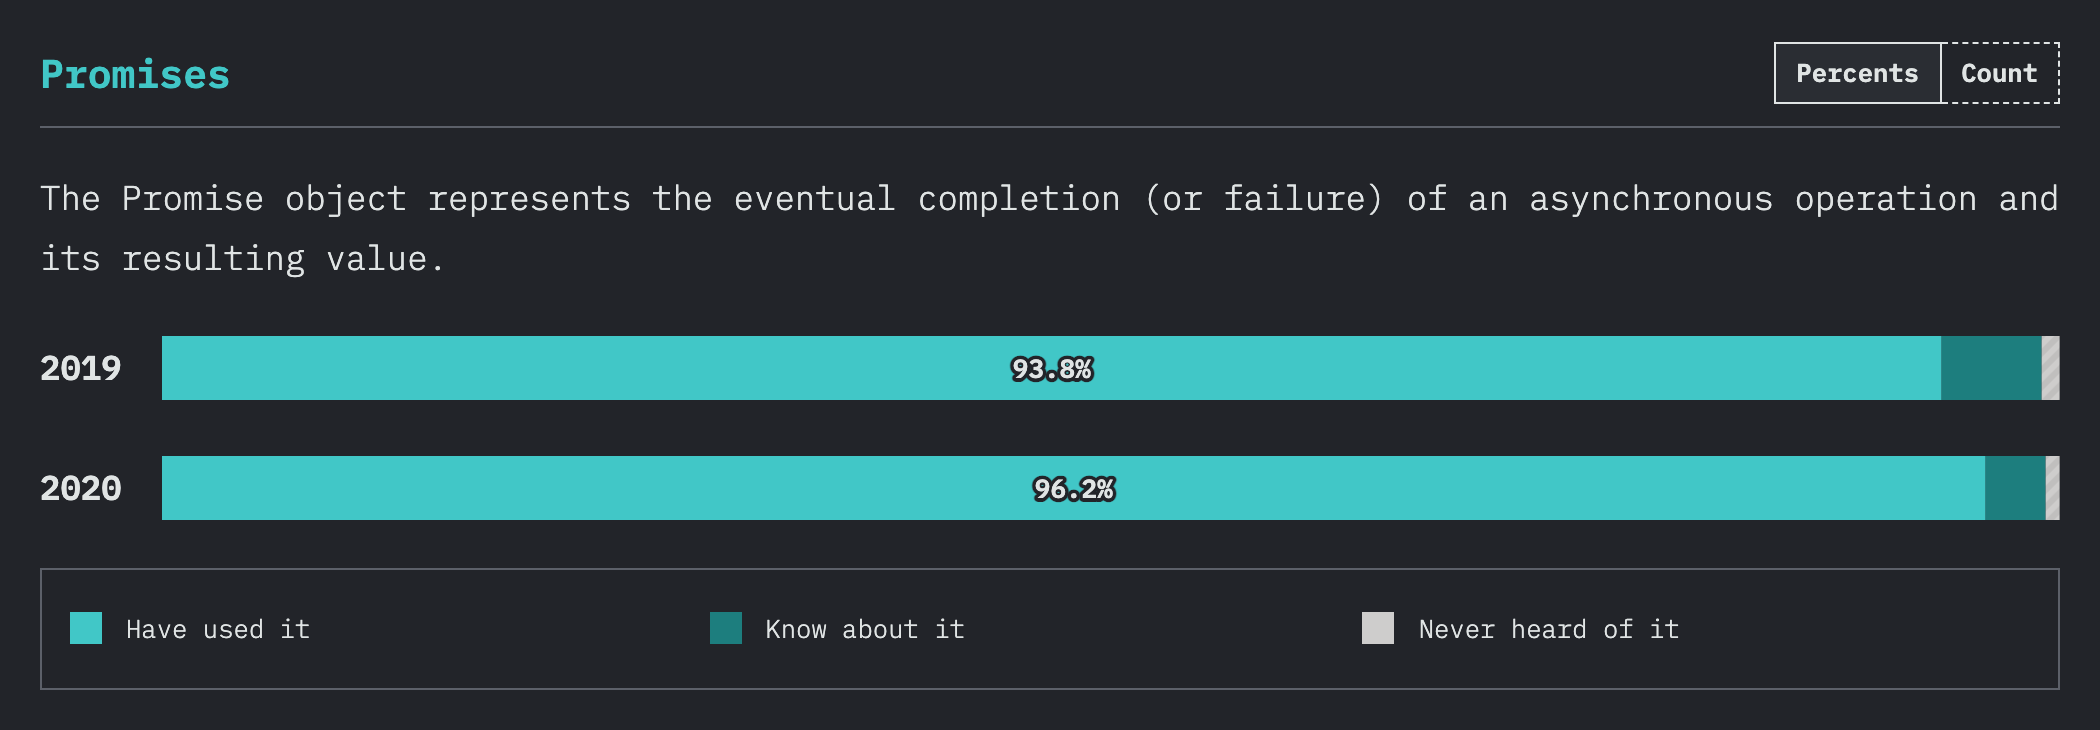 Promises
Percents Count
The Promise object represents the eventual completion (or failure) of an asynchronous operation and
its resulting value.
2019 93.8%
2020 96.2%
Have used it Know about it Never heard of it